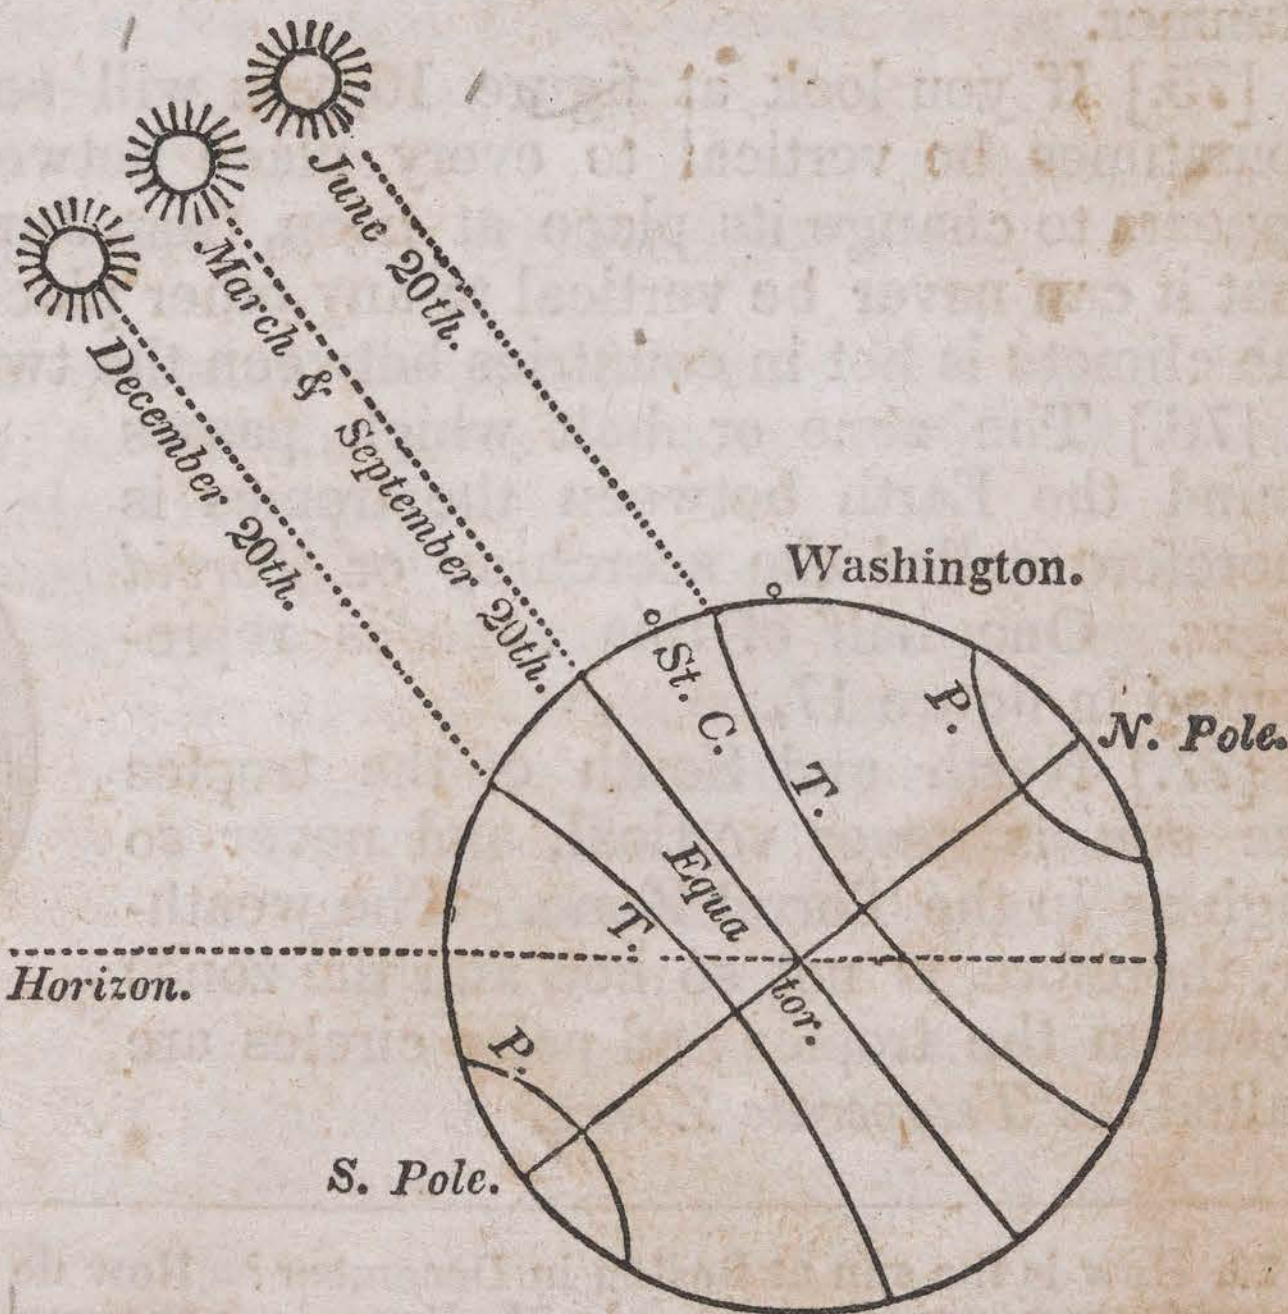 June 20th.
March & September 20th.
December 20th.
Washington.
St. C.
P.
N. Pole.
T.
Equa
tor.
T.
Horizon.
P.
S. Pole.